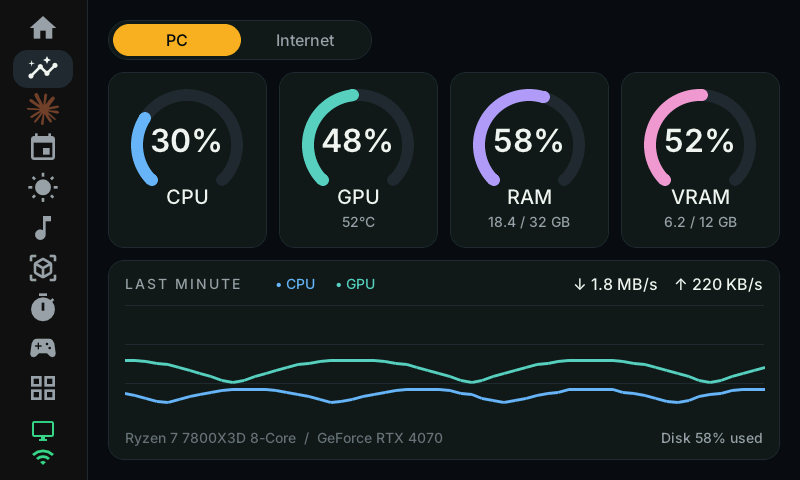 PC
Internet
30%
CPU
48%
GPU
52°C
58%
RAM
18.4 / 32 GB
52%
VRAM
6.2 / 12 GB
LAST MINUTE • CPU • GPU ↓ 1.8 MB/s ↑ 220 KB/s
Ryzen 7 7800X3D 8-Core / GeForce RTX 4070
Disk 58% used